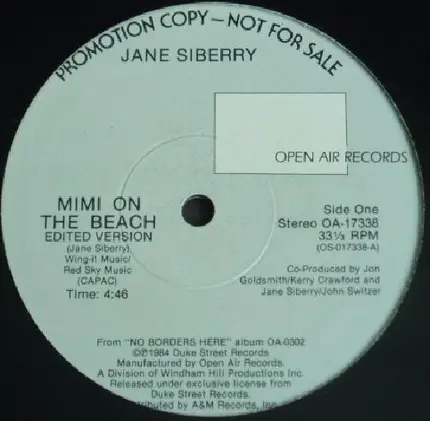 PROMOTION COPY — NOT FOR SALE
JANE SIBERRY
OPEN AIR RECORDS
MIMI ON
THE BEACH
EDITED VERSION
(Jane Siberry)
Wing-it Music/
Red Sky Music
(CAPAC)
Time: 4:46
Side One
Stereo OA-17338
33⅓ RPM
(OS-017338-A)
Co-Produced by Jon
Goldsmith/Kerry Crawford and
Jane Siberry/John Switzer
From "NO BORDERS HERE" album OA-0302
©℗1984 Duke Street Records
Manufactured by Open Air Records.
A Division of Windham Hill Productions Inc.
Released under exclusive license from
Duke Street Records.
tributed by A&M Records, Inc.